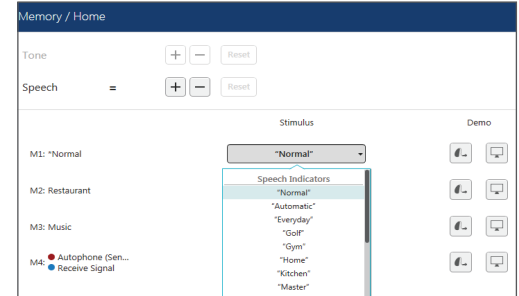 Memory / Home
Tone + − Reset
Speech = + − Reset
Stimulus Demo
M1: *Normal "Normal"
Speech Indicators
"Normal"
M2: Restaurant
"Automatic"
"Everyday"
"Golf"
M3: Music
"Gym"
"Home"
M4: Autophone (Sen...
Receive Signal
"Kitchen"
"Master"